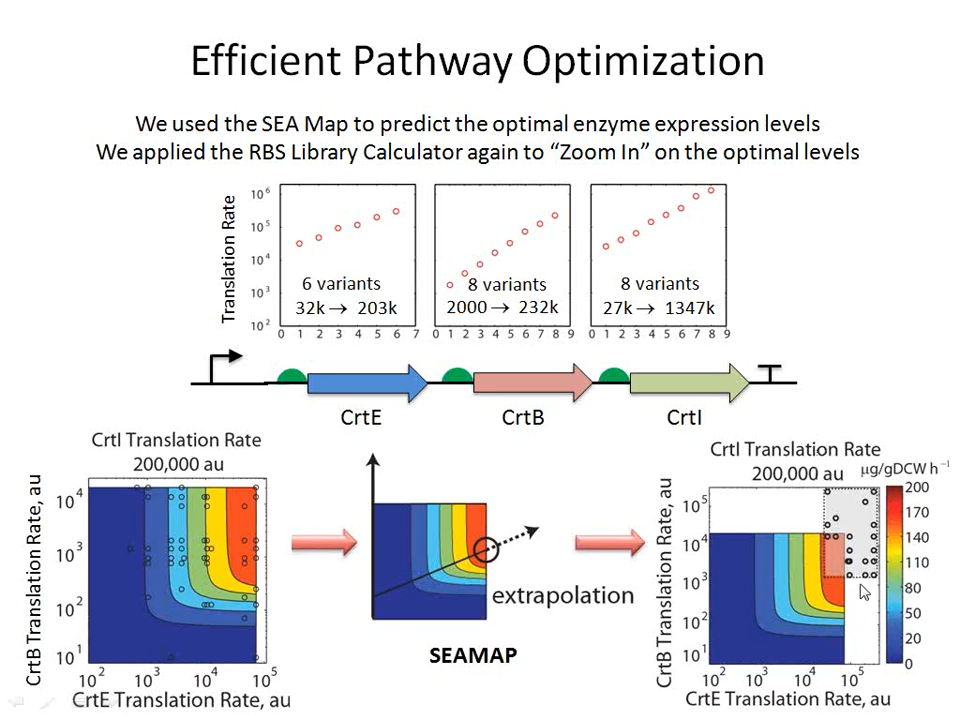 Efficient Pathway Optimization
We used the SEA Map to predict the optimal enzyme expression levels
We applied the RBS Library Calculator again to “Zoom In” on the optimal levels
Translation Rate
10^6
10^5
10^4
10^3
10^2
6 variants
32k → 203k
0 1 2 3 4 5 6 7
8 variants
2000 → 232k
0 1 2 3 4 5 6 7 8 9
8 variants
27k → 1347k
0 1 2 3 4 5 6 7 8 9
CrtE
CrtB
CrtI
CrtI Translation Rate
200,000 au
CrtB Translation Rate, au
10^4
10^3
10^2
10^1
10^2 10^3 10^4 10^5
CrtE Translation Rate, au
extrapolation
SEAMAP
CrtI Translation Rate
200,000 au
CrtB Translation Rate, au
10^5
10^4
10^3
10^2
10^1
10^2 10^3 10^4 10^5
CrtE Translation Rate, au
μg/gDCW h^-1
200
170
140
110
80
50
20
0